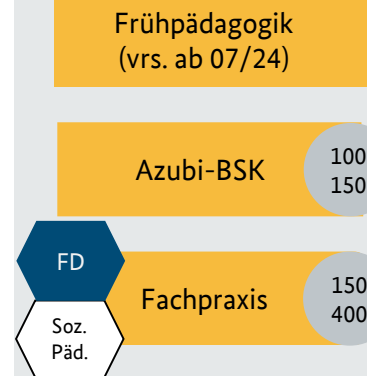 Frühpädagogik
(vrs. ab 07/24)
Azubi-BSK
100
150
FD
Fachpraxis
150
400
Soz.
Päd.